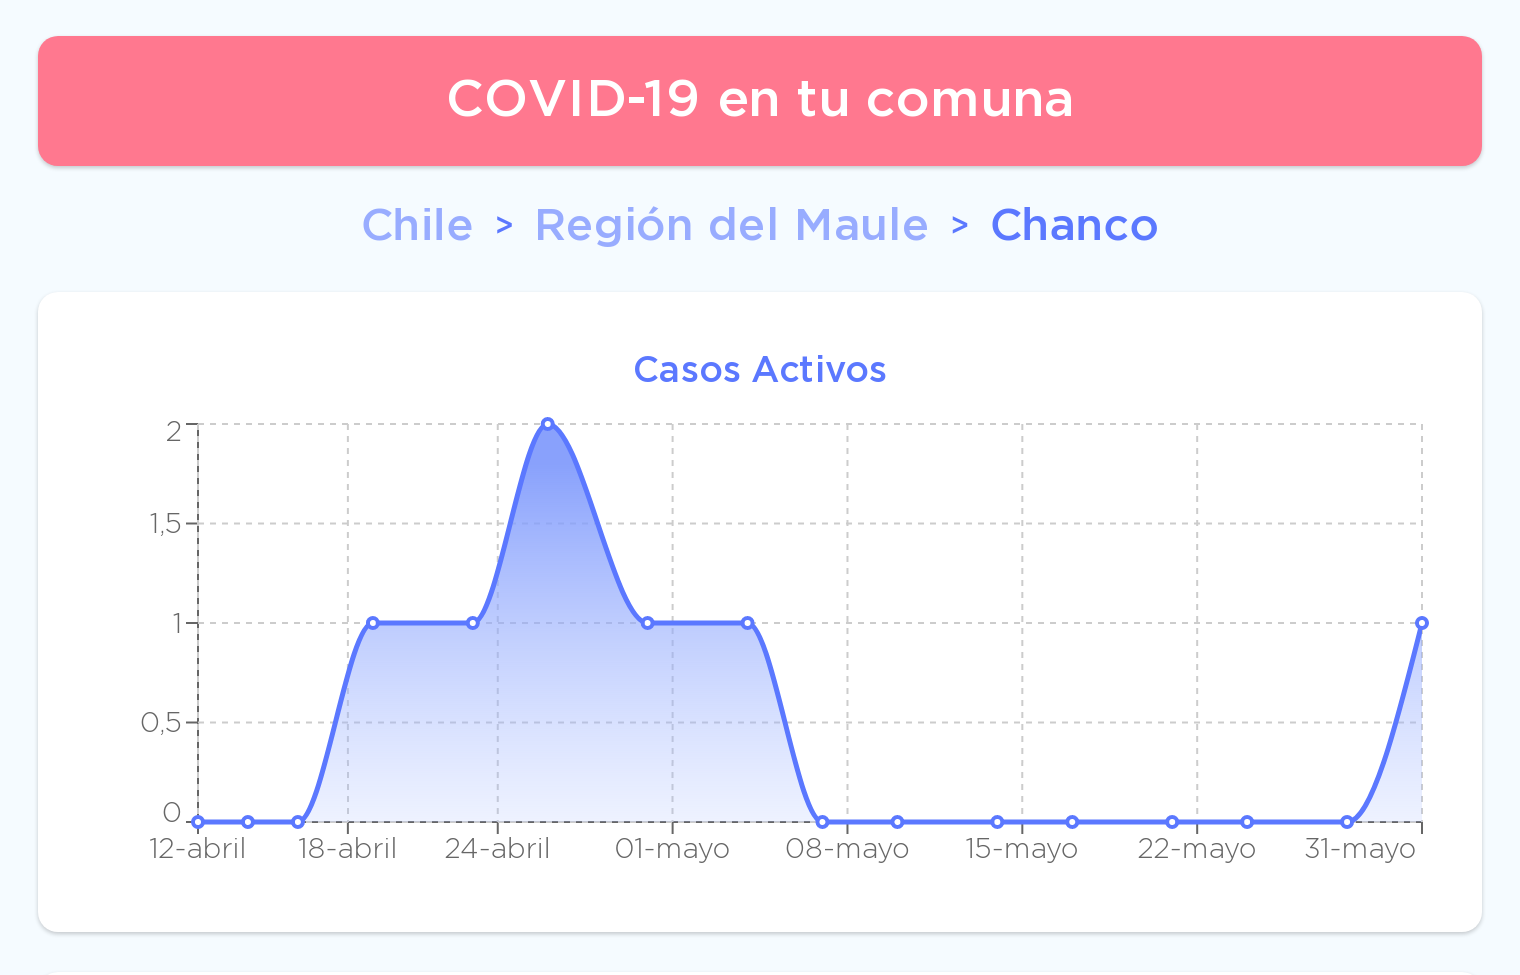 COVID-19 en tu comuna
Chile > Región del Maule > Chanco
Casos Activos
2
1,5
1
0,5
0
12-abril 18-abril 24-abril 01-mayo 08-mayo 15-mayo 22-mayo 31-mayo